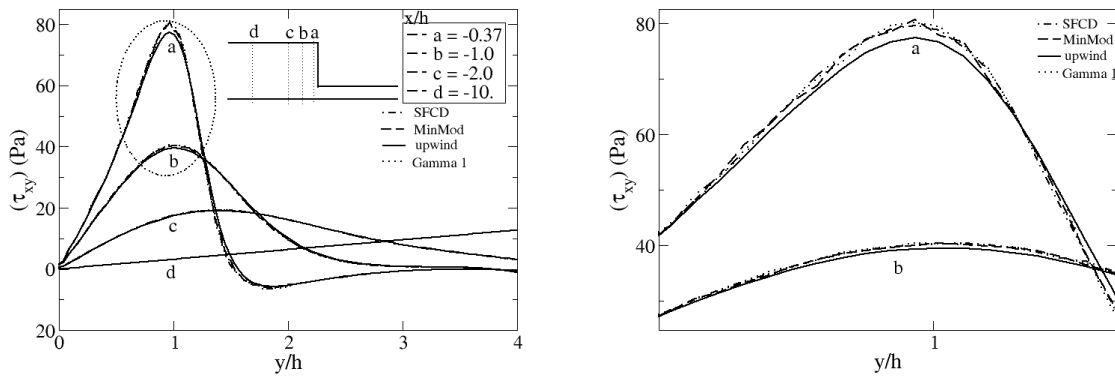 80
60
40
20
0
20
(τxy) (Pa)
0
1
2
3
4
y/h
a
b
c
d
d
c
b
a
x/h
a = -0.37
b = -1.0
c = -2.0
d = -10.
SFCD
MinMod
upwind
Gamma 1
80
60
40
(τxy) (Pa)
1
y/h
a
b
SFCD
MinMod
upwind
Gamma 1